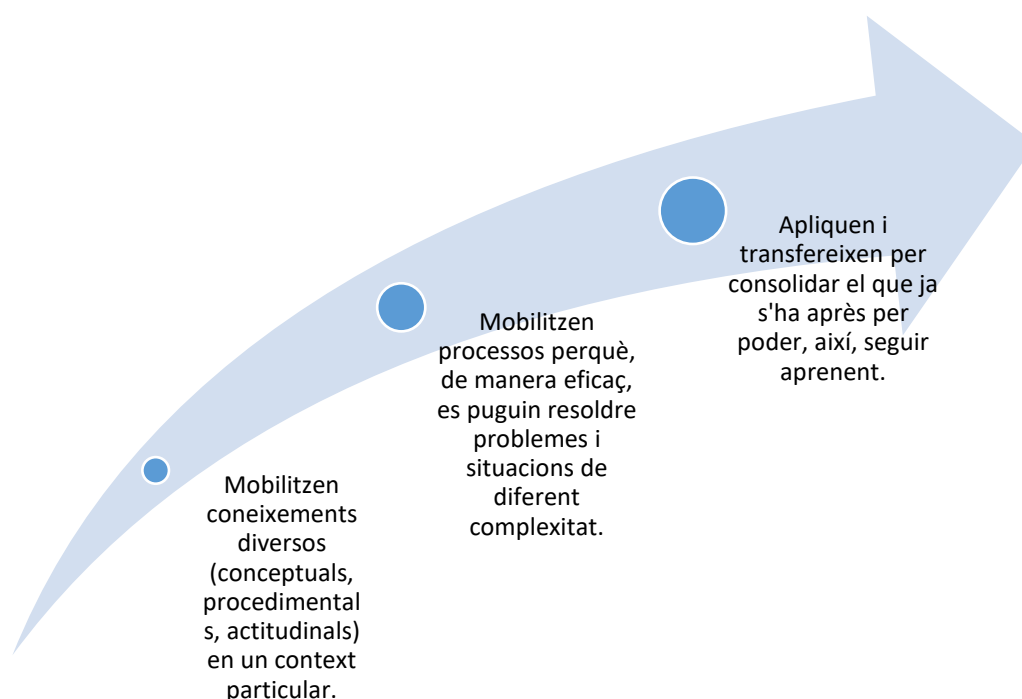 Mobilitzen
coneixements
diversos
(conceptuals,
procedimental
s, actitudinals)
en un context
particular.
Mobilitzen
processos perquè,
de manera eficaç,
es puguin resoldre
problemes i
situacions de
diferent
complexitat.
Apliquen i
transfereixen per
consolidar el que ja
s'ha après per
poder, així, seguir
aprenent.